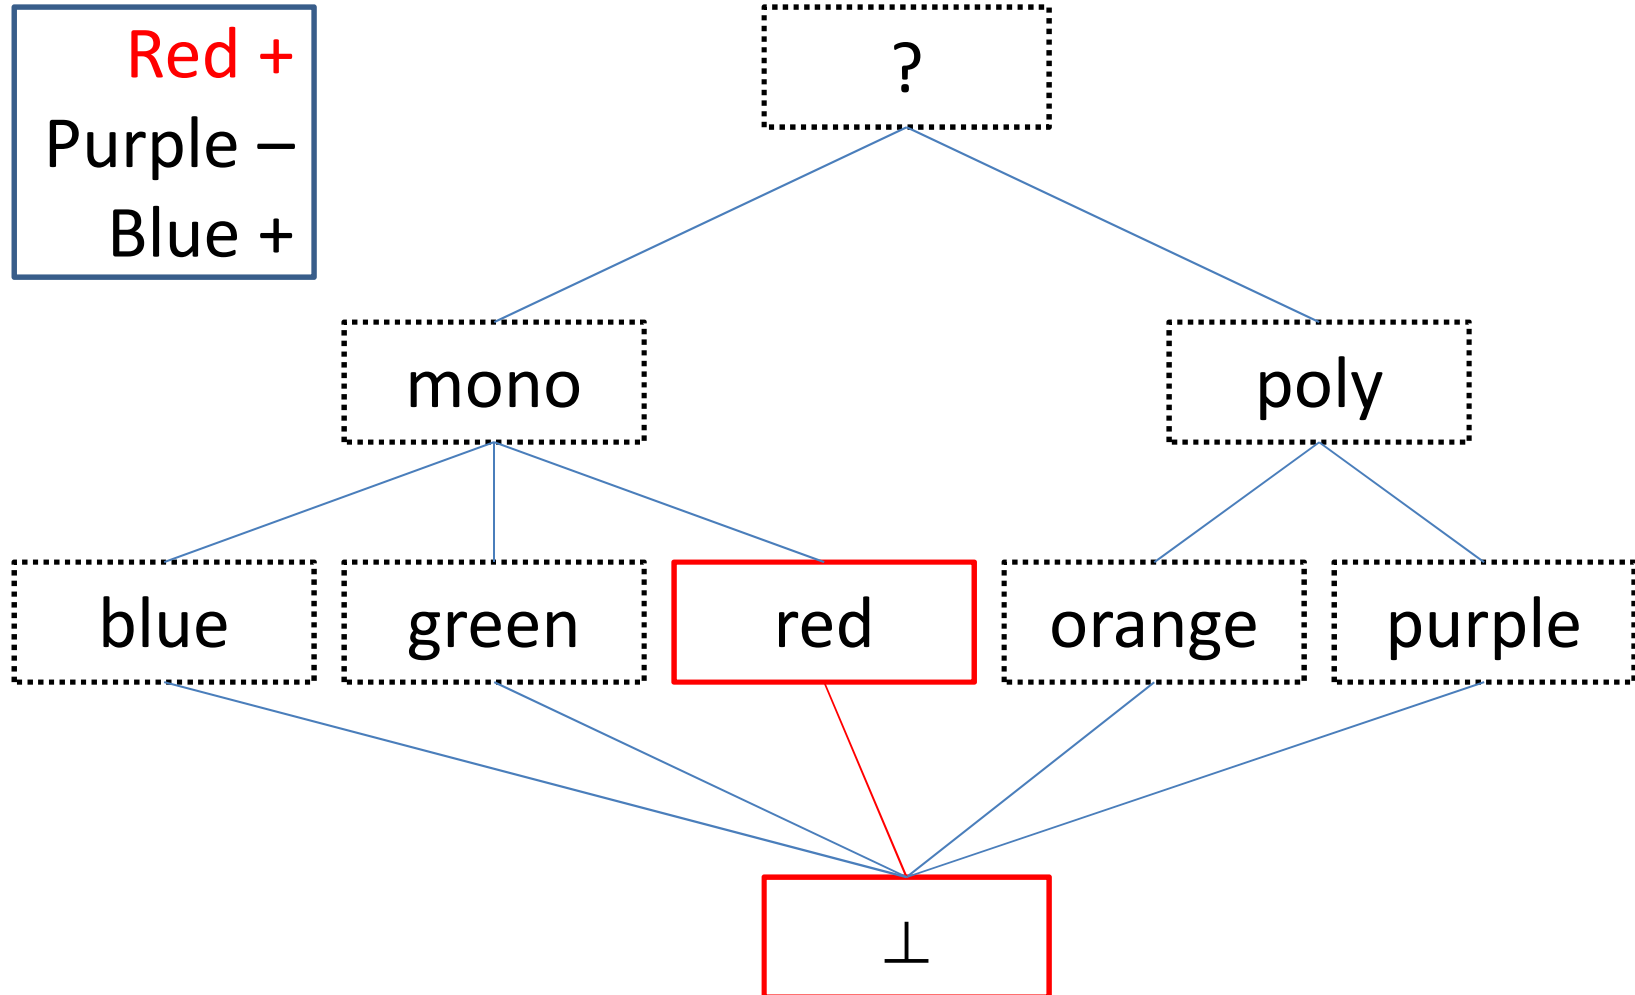 Red +
Purple –
Blue +
?
mono
poly
blue
green
red
orange
purple
⊥